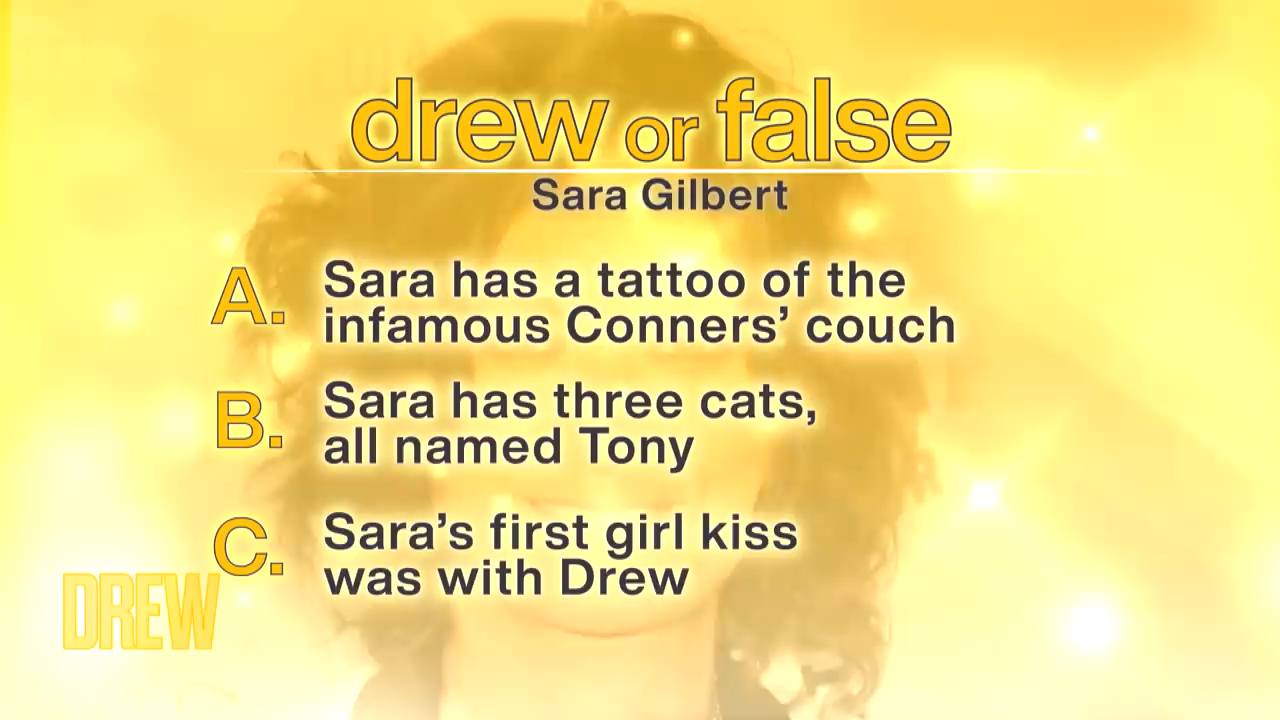 drew or false
Sara Gilbert
A. Sara has a tattoo of the
infamous Conners’ couch
B. Sara has three cats,
all named Tony
C. Sara’s first girl kiss
was with Drew
DREW